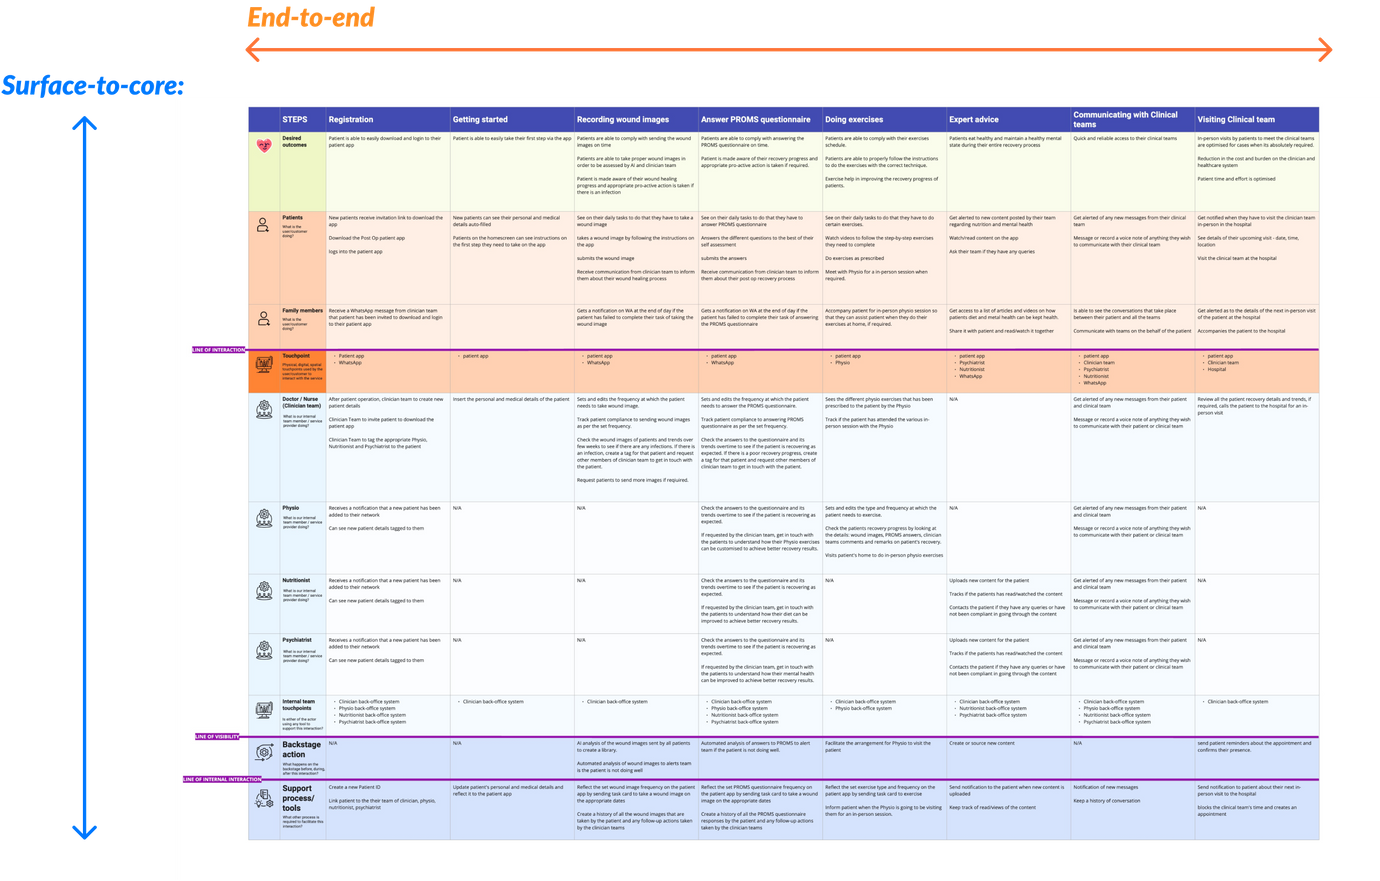 End-to-end
Surface-to-core:
STEPS
Registration
Getting started
Recording wound images
Answer PROMS questionnaire
Doing exercises
Expert advice
Communicating with Clinical
teams
Visiting Clinical team
Desired
outcomes
Patient is able to easily download and login to their
patient app
Patient is able to easily take their first step via the app
Patients are able to comply with sending the wound
images on time
Patients are able to take proper wound images in
order to be assessed by AI and clinician team
Patient is made aware of their wound healing
progress and appropriate pro-active action is taken if
there is an infection
Patients are able to comply with answering the
PROMS questionnaire on time.
Patient is made aware of their recovery progress and
appropriate pro-active action is taken if required.
Patients are able to comply with their exercises
schedule.
Patients are able to properly follow the instructions
to do the exercises with the correct technique.
Exercise help in improving the recovery progress of
patients.
Patients eat healthy and maintain a healthy mental
state during their entire recovery process
Quick and reliable access to their clinical teams
In-person visits by patients to meet the clinical teams
are optimised for cases when its absolutely required.
Reduction in the cost and burden on the clinician and
healthcare system
Patient time and effort is optimised
Patients
What is the
user/customer
doing?
New patients receive invitation link to download the
app
Download the Post Op patient app
logs into the patient app
New patients can see their personal and medical
details auto-filled
Patients on the homescreen can see instructions on
the first step they need to take on the app
See on their daily tasks to do that they have to take a
wound image
takes a wound image by following the instructions on
the app
submits the wound image
Receive communication from clinician team to inform
them about their wound healing process
See on their daily tasks to do that they have to
answer PROMS questionnaire
Answers the different questions to the best of their
self assessment
submits the answers
Receive communication from clinician team to inform
them about their post op recovery process
See on their daily tasks to do that they have to do
certain exercises.
Watch videos to follow the step-by-step exercises
they need to complete
Do exercises as prescribed
Meet with Physio for a in-person session when
required.
Get alerted to new content posted by their team
regarding nutrition and mental health
Watch/read content on the app
Ask their team if they have any queries
Get alerted of any new messages from their clinical
team
Message or record a voice note of anything they wish
to communicate with their clinical team
Get notified when they have to visit the clinician team
in-person in the hospital
See details of their upcoming visit - date, time,
location
Visit the clinical team at the hospital
Family members
What is the
user/customer
doing?
Receive a WhatsApp message from clinician team
that patient has been invited to download and login
to their patient app
Gets a notification on WA at the end of day if the
patient has failed to complete their task of taking the
wound image
Gets a notification on WA at the end of day if the
patient has failed to complete their task of answering
the PROMS questionnaire
Accompany patient for in-person physio session so
that they can assist patient when they do their
exercises at home, if required.
Get access to a list of articles and videos on how
patients diet and mental health can be kept health.
Share it with patient and read/watch it together
Is able to see the conversations that take place
between their patient and all the teams
Communicate with teams on the behalf of the patient
Get alerted as to the details of the next in-person visit
of the patient at the hospital
Accompanies the patient to the hospital
LINE OF INTERACTION
Touchpoint
Physical, digital, spatial
touchpoints used by the
user/customer to
interact with the service
Patient app
WhatsApp
patient app
patient app
WhatsApp
patient app
WhatsApp
patient app
Physio
patient app
Psychiatrist
Nutritionist
WhatsApp
patient app
Clinician team
Psychiatrist
Nutritionist
WhatsApp
patient app
Clinician team
Hospital
Doctor / Nurse
(Clinician team)
What is our internal
team member / service
provider doing?
After patient operation, clinician team to create new
patient details
Clinician Team to invite patient to download the
patient app
Clinician Team to tag the appropriate Physio,
Nutritionist and Psychiatrist to the patient
Insert the personal and medical details of the patient
Sets and edits the frequency at which the patient
needs to take wound image.
Track patient compliance to sending wound images
as per the set frequency.
Check the wound images of patients and trends over
few weeks to see if there are any infections. If there is
an infection, create a tag for that patient and request
other members of clinician team to get in touch with
the patient.
Request patients to send more images if required.
Sets and edits the frequency at which the patient
needs to answer the PROMS questionnaire.
Track patient compliance to answering PROMS
questionnaire as per the set frequency.
Check the answers to the questionnaire and its
trends overtime to see if the patient is recovering as
expected. If there is a poor recovery progress, create
a tag for that patient and request other members of
clinician team to get in touch with the patient.
Sees the different physio exercises that has been
prescribed to the patient by the Physio
Track if the patient has attended the various in-
person session with the Physio
N/A
Get alerted of any new messages from their patient
and clinical team
Message or record a voice note of anything they wish
to communicate with their patient or clinical team
Review all the patient recovery details and trends, if
required, calls the patient to the hospital for an in-
person visit
Physio
What is our internal
team member / service
provider doing?
Receives a notification that a new patient has been
added to their network
Can see new patient details tagged to them
N/A
N/A
Check the answers to the questionnaire and its
trends overtime to see if the patient is recovering as
expected.
If requested by the clinician team, get in touch with
the patients to understand how their Physio exercises
can be customised to achieve better recovery results.
Sets and edits the type and frequency at which the
patient needs to exercise.
Check the patients recovery progress by looking at
the details: wound images, PROMS answers, clinician
teams comments and remarks on patient's recovery.
Visits patient's home to do in-person physio exercises
N/A
Get alerted of any new messages from their patient
and clinical team
Message or record a voice note of anything they wish
to communicate with their patient or clinical team
N/A
Nutritionist
What is our internal
team member / service
provider doing?
Receives a notification that a new patient has been
added to their network
Can see new patient details tagged to them
N/A
N/A
Check the answers to the questionnaire and its
trends overtime to see if the patient is recovering as
expected.
If requested by the clinician team, get in touch with
the patients to understand how their diet can be
improved to achieve better recovery results.
N/A
Uploads new content for the patient
Tracks if the patients has read/watched the content
Contacts the patient if they have any queries or have
not been compliant in going through the content
Get alerted of any new messages from their patient
and clinical team
Message or record a voice note of anything they wish
to communicate with their patient or clinical team
N/A
Psychiatrist
What is our internal
team member / service
provider doing?
Receives a notification that a new patient has been
added to their network
Can see new patient details tagged to them
N/A
N/A
Check the answers to the questionnaire and its
trends overtime to see if the patient is recovering as
expected.
If requested by the clinician team, get in touch with
the patients to understand how their mental health
can be improved to achieve better recovery results.
N/A
Uploads new content for the patient
Tracks if the patients has read/watched the content
Contacts the patient if they have any queries or have
not been compliant in going through the content
Get alerted of any new messages from their patient
and clinical team
Message or record a voice note of anything they wish
to communicate with their patient or clinical team
N/A
Internal team
touchpoints
Is either of the actor
using any tool to
support this interaction?
Clinician back-office system
Physio back-office system
Nutritionist back-office system
Psychiatrist back-office system
Clinician back-office system
Clinician back-office system
Clinician back-office system
Physio back-office system
Nutritionist back-office system
Psychiatrist back-office system
Clinician back-office system
Physio back-office system
Clinician back-office system
Nutritionist back-office system
Psychiatrist back-office system
Clinician back-office system
Physio back-office system
Nutritionist back-office system
Psychiatrist back-office system
Clinician back-office system
LINE OF VISIBILITY
Backstage
action
What happens on the
backstage before, during,
after this interaction?
N/A
N/A
AI analysis of the wound images sent by all patients
to create a library.
Automated analysis of wound images to alerts team
is the patient is not doing well
Automated analysis of answers to PROMS to alert
team if the patient is not doing well.
Facilitate the arrangement for Physio to visit the
patient
Create or source new content
N/A
send patient reminders about the appointment and
confirms their presence.
LINE OF INTERNAL INTERACTION
Support
process/
tools
What other process is
required to facilitate this
interaction?
Create a new Patient ID
Link patient to the their team of clinician, physio,
nutritionist, psychiatrist
Update patient's personal and medical details and
reflect it to the patient app
Reflect the set wound image frequency on the patient
app by sending task card to take a wound image on
the appropriate dates
Create a history of all the wound images that are
taken by the patient and any follow-up actions taken
by the clinician teams
Reflect the set PROMS questionnaire frequency on
the patient app by sending task card to take a wound
image on the appropriate dates
Create a history of all the PROMS questionnaire
responses by the patient and any follow-up actions
taken by the clinician teams
Reflect the set exercise type and frequency on the
patient app by sending task card to exercise
Inform patient when the Physio is going to be visiting
them for an in-person session.
Send notification to the patient when new content is
uploaded
Keep track of read/views of the content
Notification of new messages
Keep a history of conversation
Send notification to patient about their next in-
person visit to the hospital
blocks the clinical team's time and creates an
appointment